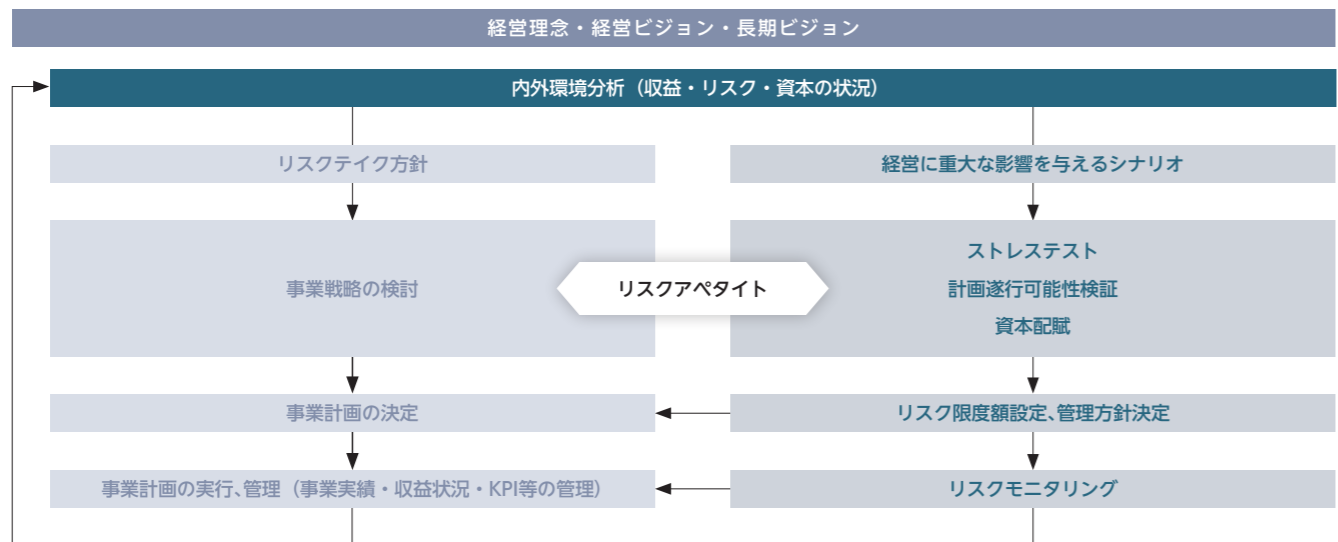 経営理念・経営ビジョン・長期ビジョン
内外環境分析（収益・リスク・資本の状況）
リスクテイク方針
経営に重大な影響を与えるシナリオ
事業戦略の検討
リスクアペタイト
ストレステスト
計画遂行可能性検証
資本配賦
事業計画の決定
リスク限度額設定、管理方針決定
事業計画の実行、管理（事業実績・収益状況・KPI等の管理）
リスクモニタリング